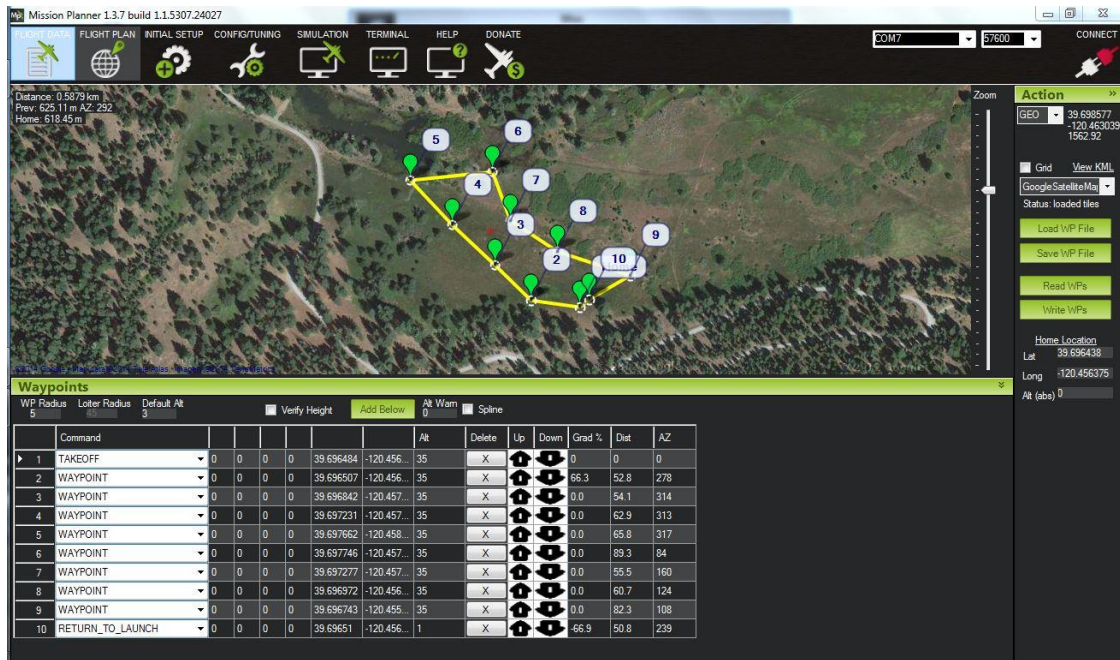 Mission Planner 1.3.7 build 1.1.5307.24027
FLIGHT DATA FLIGHT PLAN INITIAL SETUP CONFIG/TUNING SIMULATION TERMINAL HELP DONATE COM7 57600 CONNECT
Distance: 0.5879 km
Prev: 625.11 m AZ: 292
Home: 618.45 m
Zoom
5
6
4
7
3
8
2
9
10
Action
GEO 39.698577
-120.463039
1562.92
Grid View KML
GoogleSatelliteMap
Status: loaded tiles
Load WP File
Save WP File
Read WPs
Write WPs
Home Location
Lat 39.696438
Long -120.456375
Alt (abs) 0
Waypoints
WP Radius Loiter Radius Default Alt Alt Warn
5 45 3 Verify Height Add Below 0 Spline
Command Alt Delete Up Down Grad % Dist AZ
1 TAKEOFF 0 0 0 0 39.696484 -120.456... 35 X 0 0 0
2 WAYPOINT 0 0 0 0 39.696507 -120.456... 35 X 66.3 52.8 278
3 WAYPOINT 0 0 0 0 39.696842 -120.457... 35 X 0.0 54.1 314
4 WAYPOINT 0 0 0 0 39.697231 -120.457... 35 X 0.0 62.9 313
5 WAYPOINT 0 0 0 0 39.697662 -120.458... 35 X 0.0 65.8 317
6 WAYPOINT 0 0 0 0 39.697746 -120.457... 35 X 0.0 89.3 84
7 WAYPOINT 0 0 0 0 39.697277 -120.457... 35 X 0.0 55.5 160
8 WAYPOINT 0 0 0 0 39.696972 -120.456... 35 X 0.0 60.7 124
9 WAYPOINT 0 0 0 0 39.696743 -120.455... 35 X 0.0 82.3 108
10 RETURN_TO_LAUNCH 0 0 0 0 39.69651 -120.456... 1 X -66.9 50.8 239